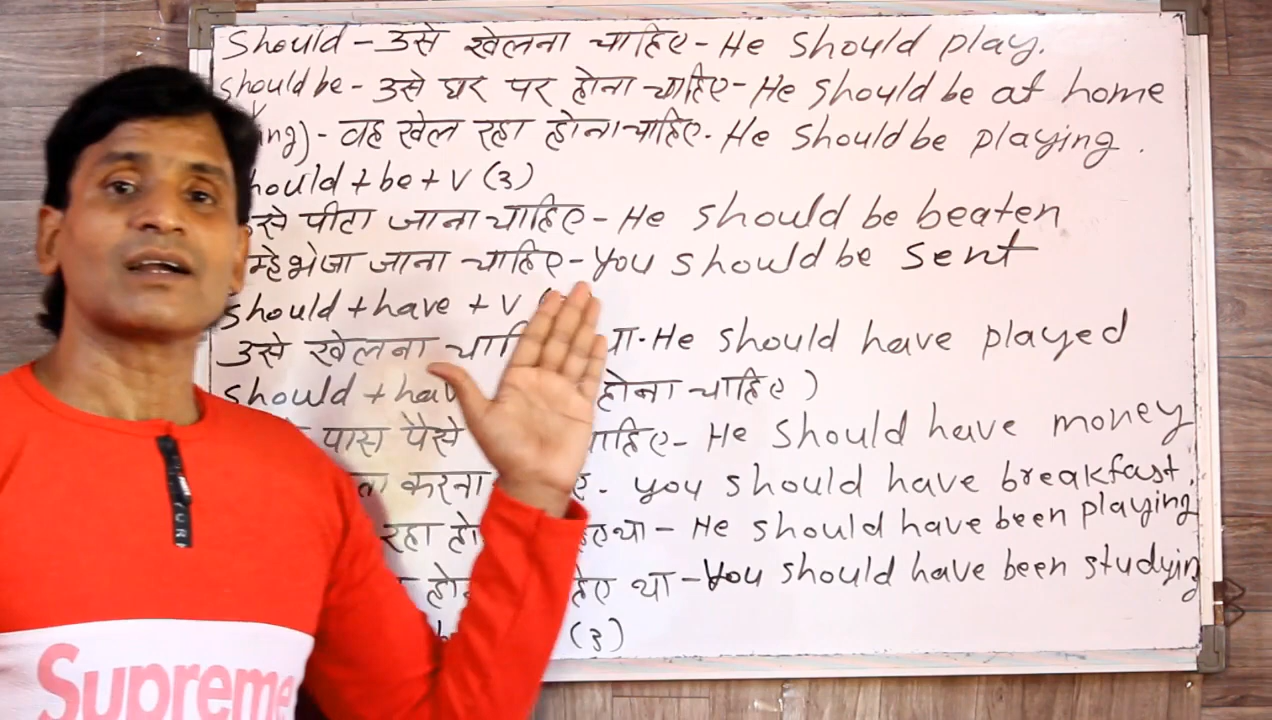 Should - उसे खेलना चाहिए - He should play.
should be - उसे घर पर होना चाहिए - He should be at home
ing) - वह खेल रहा होना चाहिए. He should be playing.
hould + be + V (3)
से पीटा जाना चाहिए - He should be beaten
म्हे भेजा जाना चाहिए - You should be sent
should + have + V
उसे खेलना चाहि था. He should have played
should + hav होना चाहिए )
पास पैसे चाहिए - He should have money
करना you should have breakfast.
रहा हो था - He should have been playing
हो था - You should have been studying
(3)
Supreme